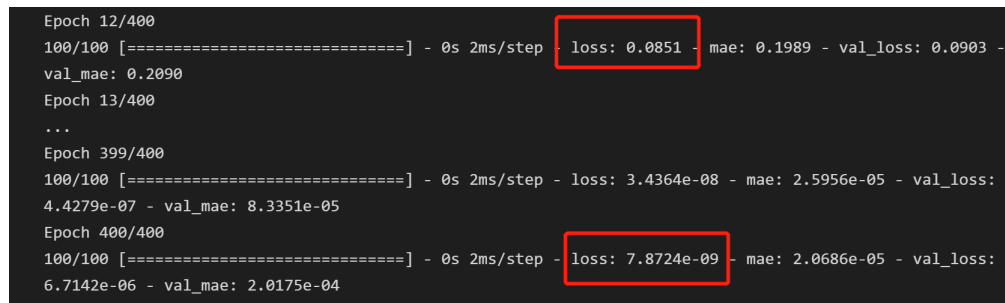 Epoch 12/400
100/100 [==============================] - 0s 2ms/step - loss: 0.0851 - mae: 0.1989 - val_loss: 0.0903 -
val_mae: 0.2090
Epoch 13/400
...
Epoch 399/400
100/100 [==============================] - 0s 2ms/step - loss: 3.4364e-08 - mae: 2.5956e-05 - val_loss:
4.4279e-07 - val_mae: 8.3351e-05
Epoch 400/400
100/100 [==============================] - 0s 2ms/step - loss: 7.8724e-09 - mae: 2.0686e-05 - val_loss:
6.7142e-06 - val_mae: 2.0175e-04